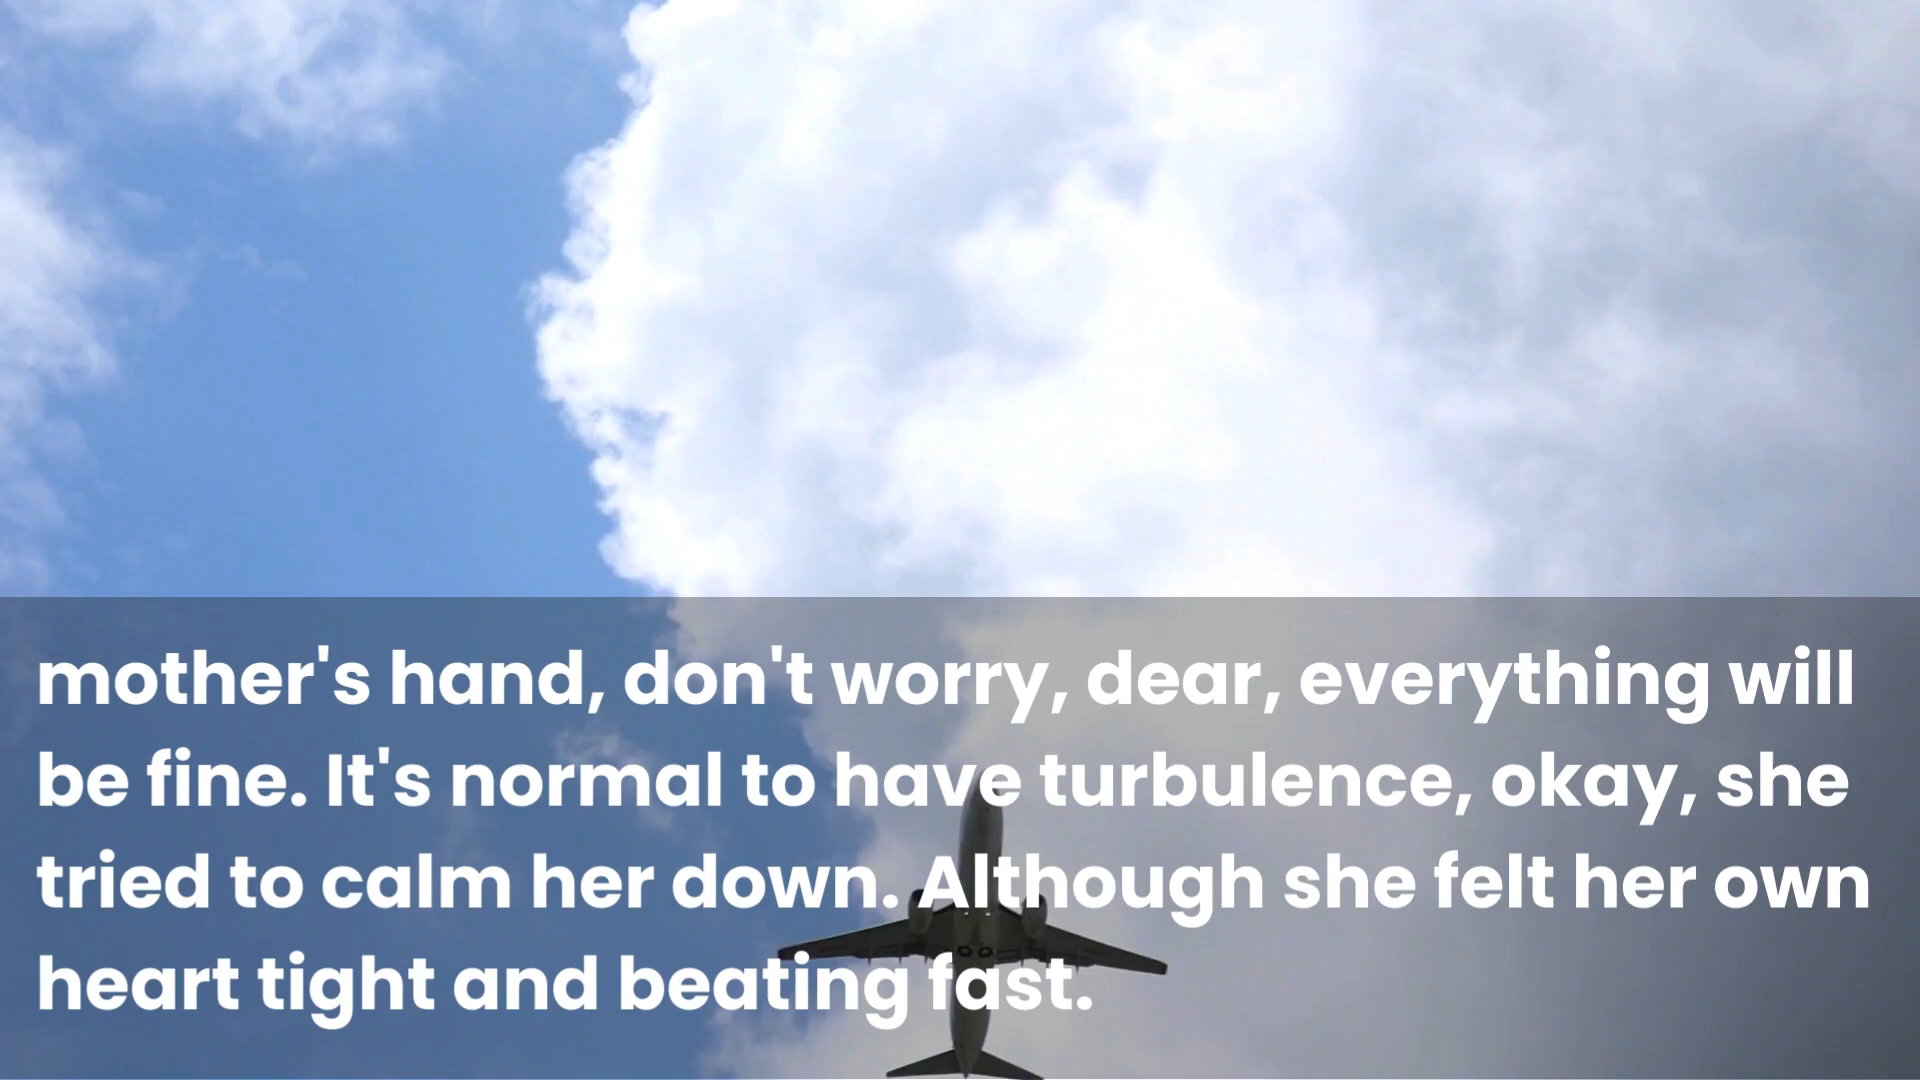 mother's hand, don't worry, dear, everything will
be fine. It's normal to have turbulence, okay, she
tried to calm her down. Although she felt her own
heart tight and beating fast.